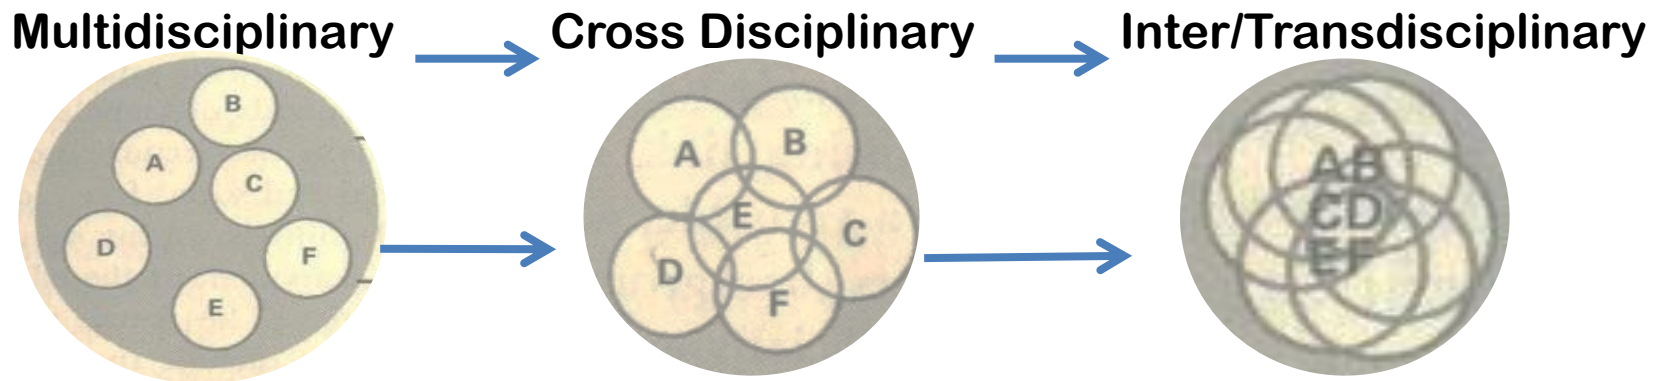 Multidisciplinary
Cross Disciplinary
Inter/Transdisciplinary
B
A
C
D
F
E
A
B
E
C
D
F
AB
CD
EF